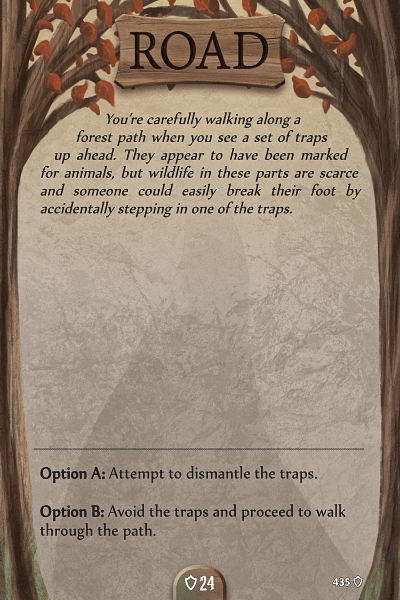 ROAD
You're carefully walking along a
forest path when you see a set of traps
up ahead. They appear to have been marked
for animals, but wildlife in these parts are scarce
and someone could easily break their foot by
accidentally stepping in one of the traps.
Option A: Attempt to dismantle the traps.
Option B: Avoid the traps and proceed to walk
through the path.
24
435